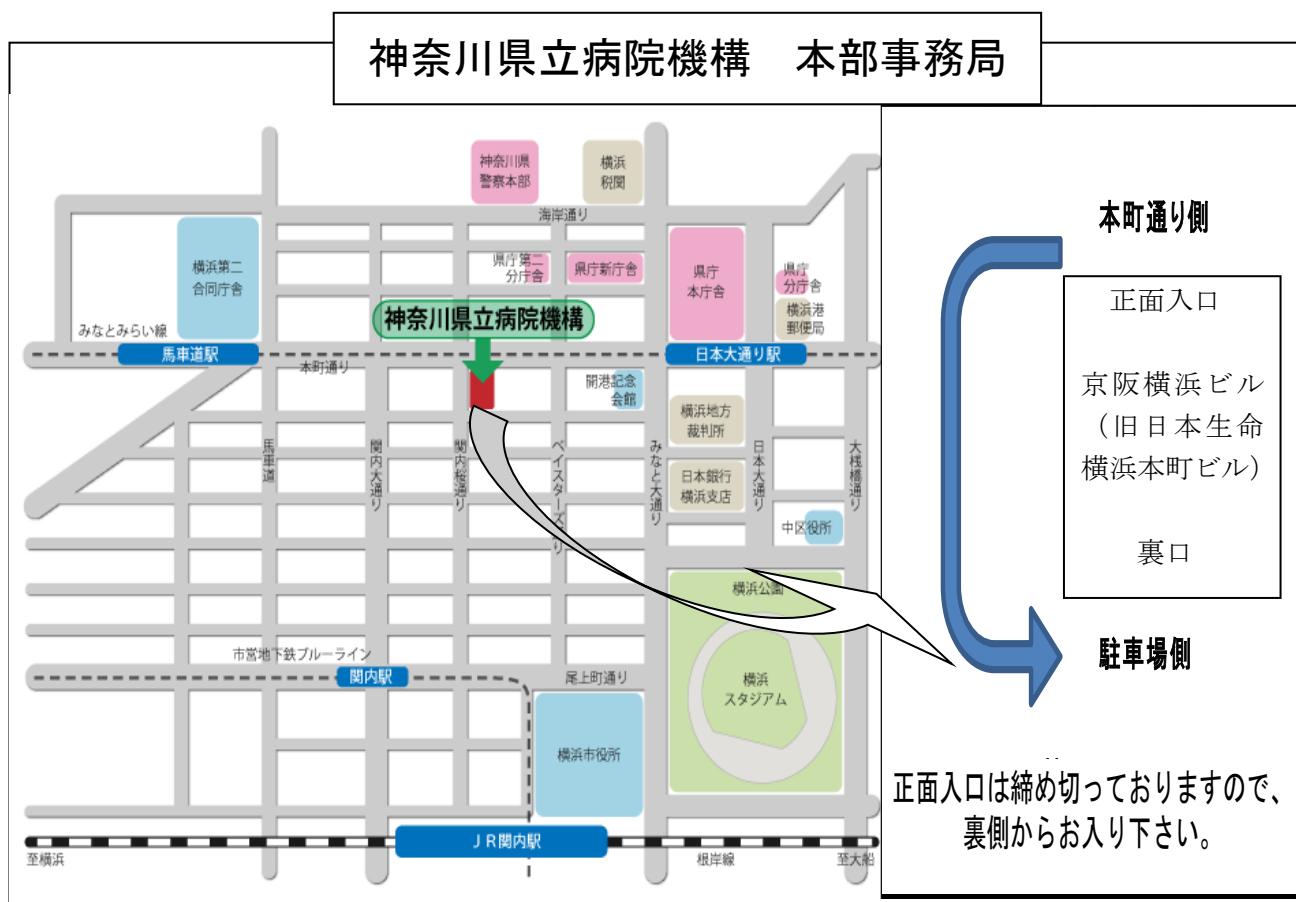 神奈川県立病院機構　本部事務局
神奈川県
警察本部
横浜
税関
海岸通り
横浜第二
合同庁舎
県庁第二
分庁舎
県庁新庁舎
県庁
本庁舎
県庁
分庁舎
横浜港
郵便局
神奈川県立病院機構
みなとみらい線
馬車道駅
本町通り
日本大通り駅
開港記念
会館
横浜地方
裁判所
馬車道
関内大通り
関内桜通り
みなと大通り
日本大通り
大桟橋通り
日本銀行
横浜支店
中区役所
横浜公園
市営地下鉄ブルーライン
関内駅
尾上町通り
横浜
スタジアム
横浜市役所
JR関内駅
至横浜
根岸線
至大船
本町通り側
正面入口
京阪横浜ビル
（旧日本生命
横浜本町ビル）
裏口
駐車場側
正面入口は締め切っておりますので、
裏側からお入り下さい。